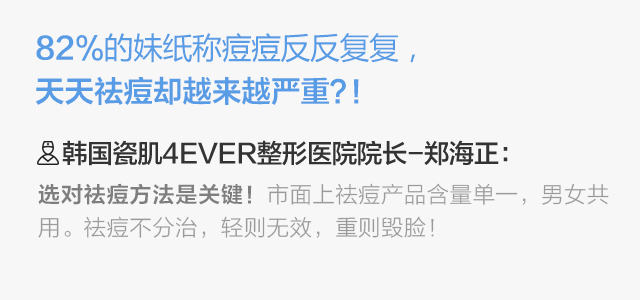 82%的妹纸称痘痘反反复复，
天天祛痘却越来越严重？！
韩国瓷肌4EVER整形医院院长-郑海正：
选对祛痘方法是关键！市面上祛痘产品含量单一，男女共
用。祛痘不分治，轻则无效，重则毁脸！